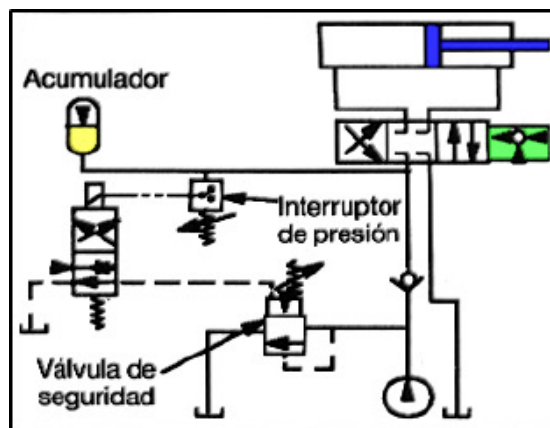 Acumulador
Interruptor
de presión
Válvula de
seguridad